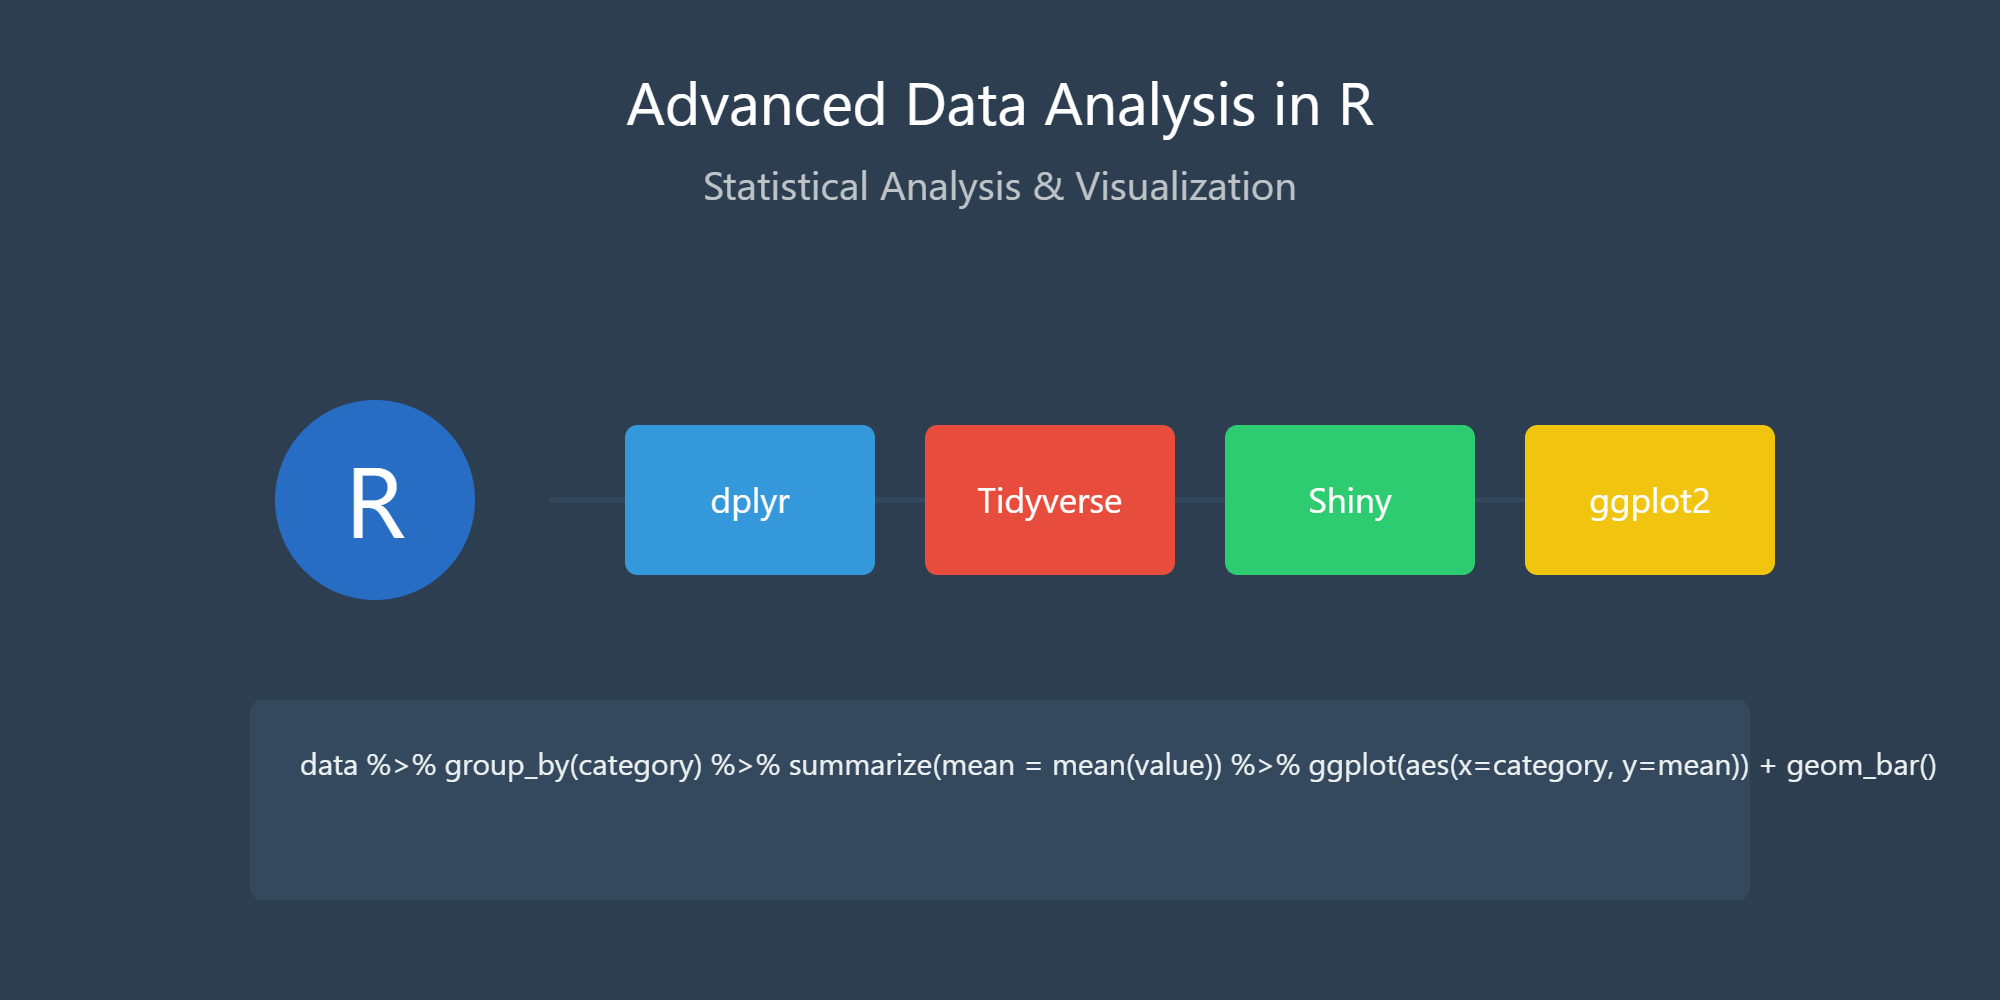 Advanced Data Analysis in R
Statistical Analysis & Visualization
R
dplyr
Tidyverse
Shiny
ggplot2
data %>% group_by(category) %>% summarize(mean = mean(value)) %>% ggplot(aes(x=category, y=mean)) + geom_bar()